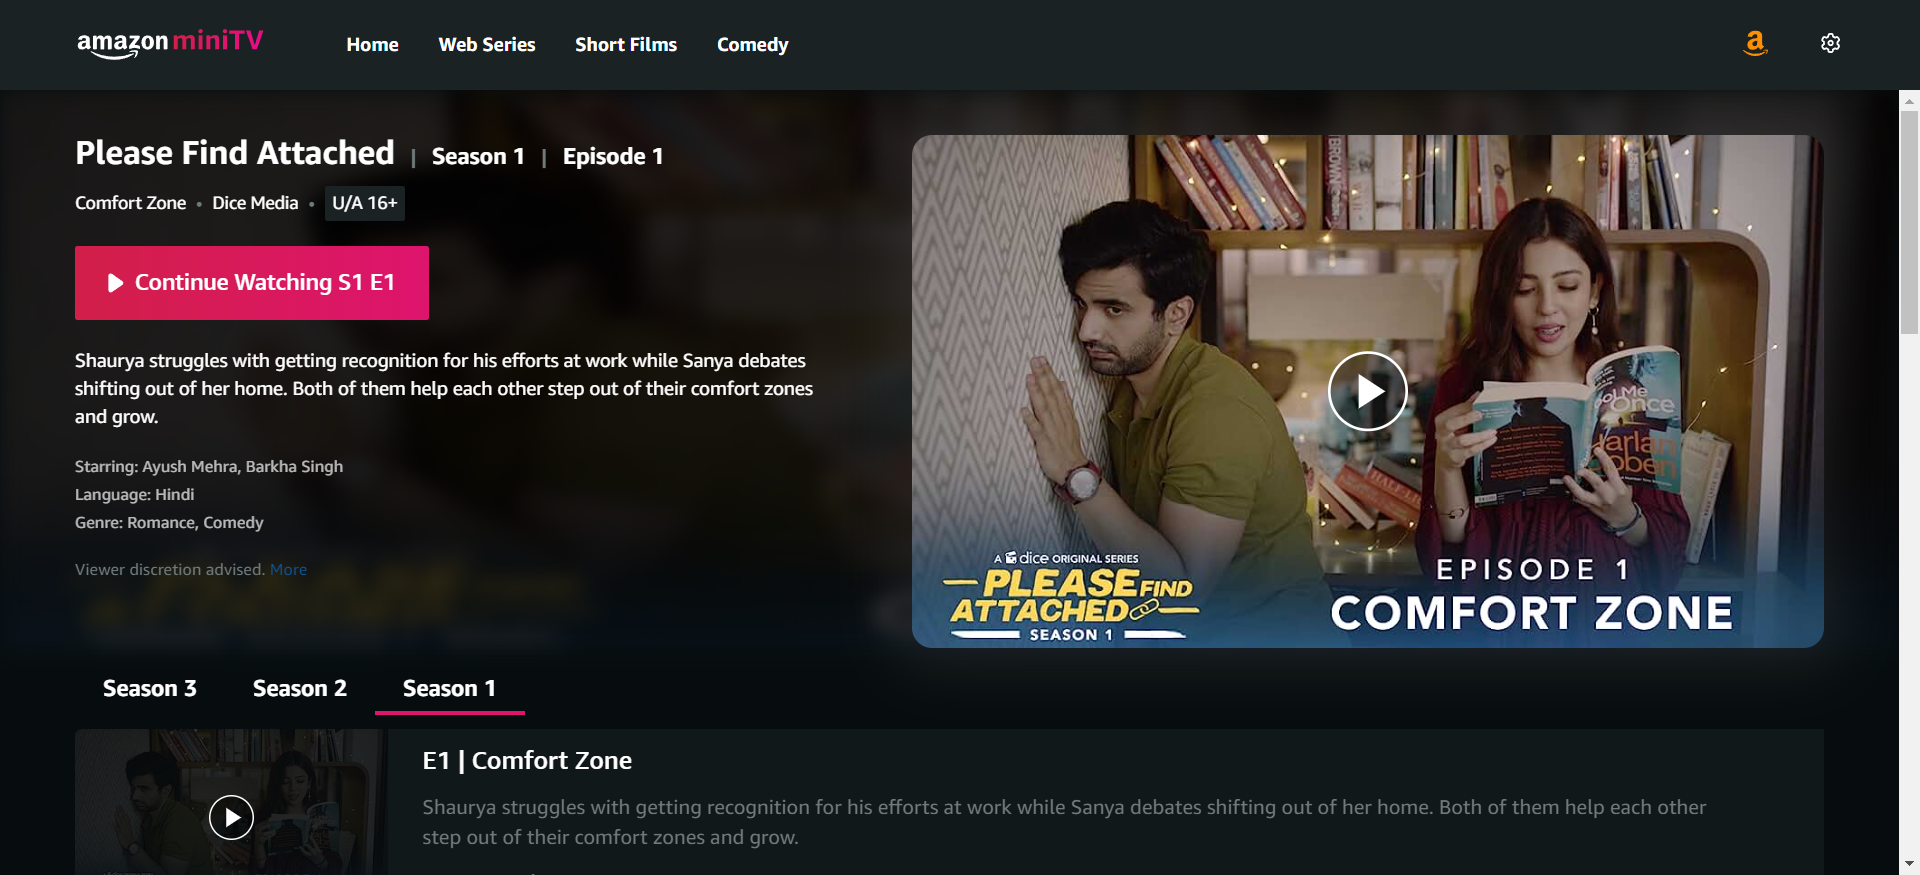 amazon miniTV
Home
Web Series
Short Films
Comedy
Please Find Attached | Season 1 | Episode 1
Comfort Zone • Dice Media • U/A 16+
Continue Watching S1 E1
Shaurya struggles with getting recognition for his efforts at work while Sanya debates
shifting out of her home. Both of them help each other step out of their comfort zones
and grow.
Starring: Ayush Mehra, Barkha Singh
Language: Hindi
Genre: Romance, Comedy
Viewer discretion advised. More
BROWN
Me
Once
HALF
A dice ORIGINAL SERIES
PLEASE FIND
ATTACHED
SEASON 1
EPISODE 1
COMFORT ZONE
Season 3
Season 2
Season 1
E1 | Comfort Zone
Shaurya struggles with getting recognition for his efforts at work while Sanya debates shifting out of her home. Both of them help each other
step out of their comfort zones and grow.